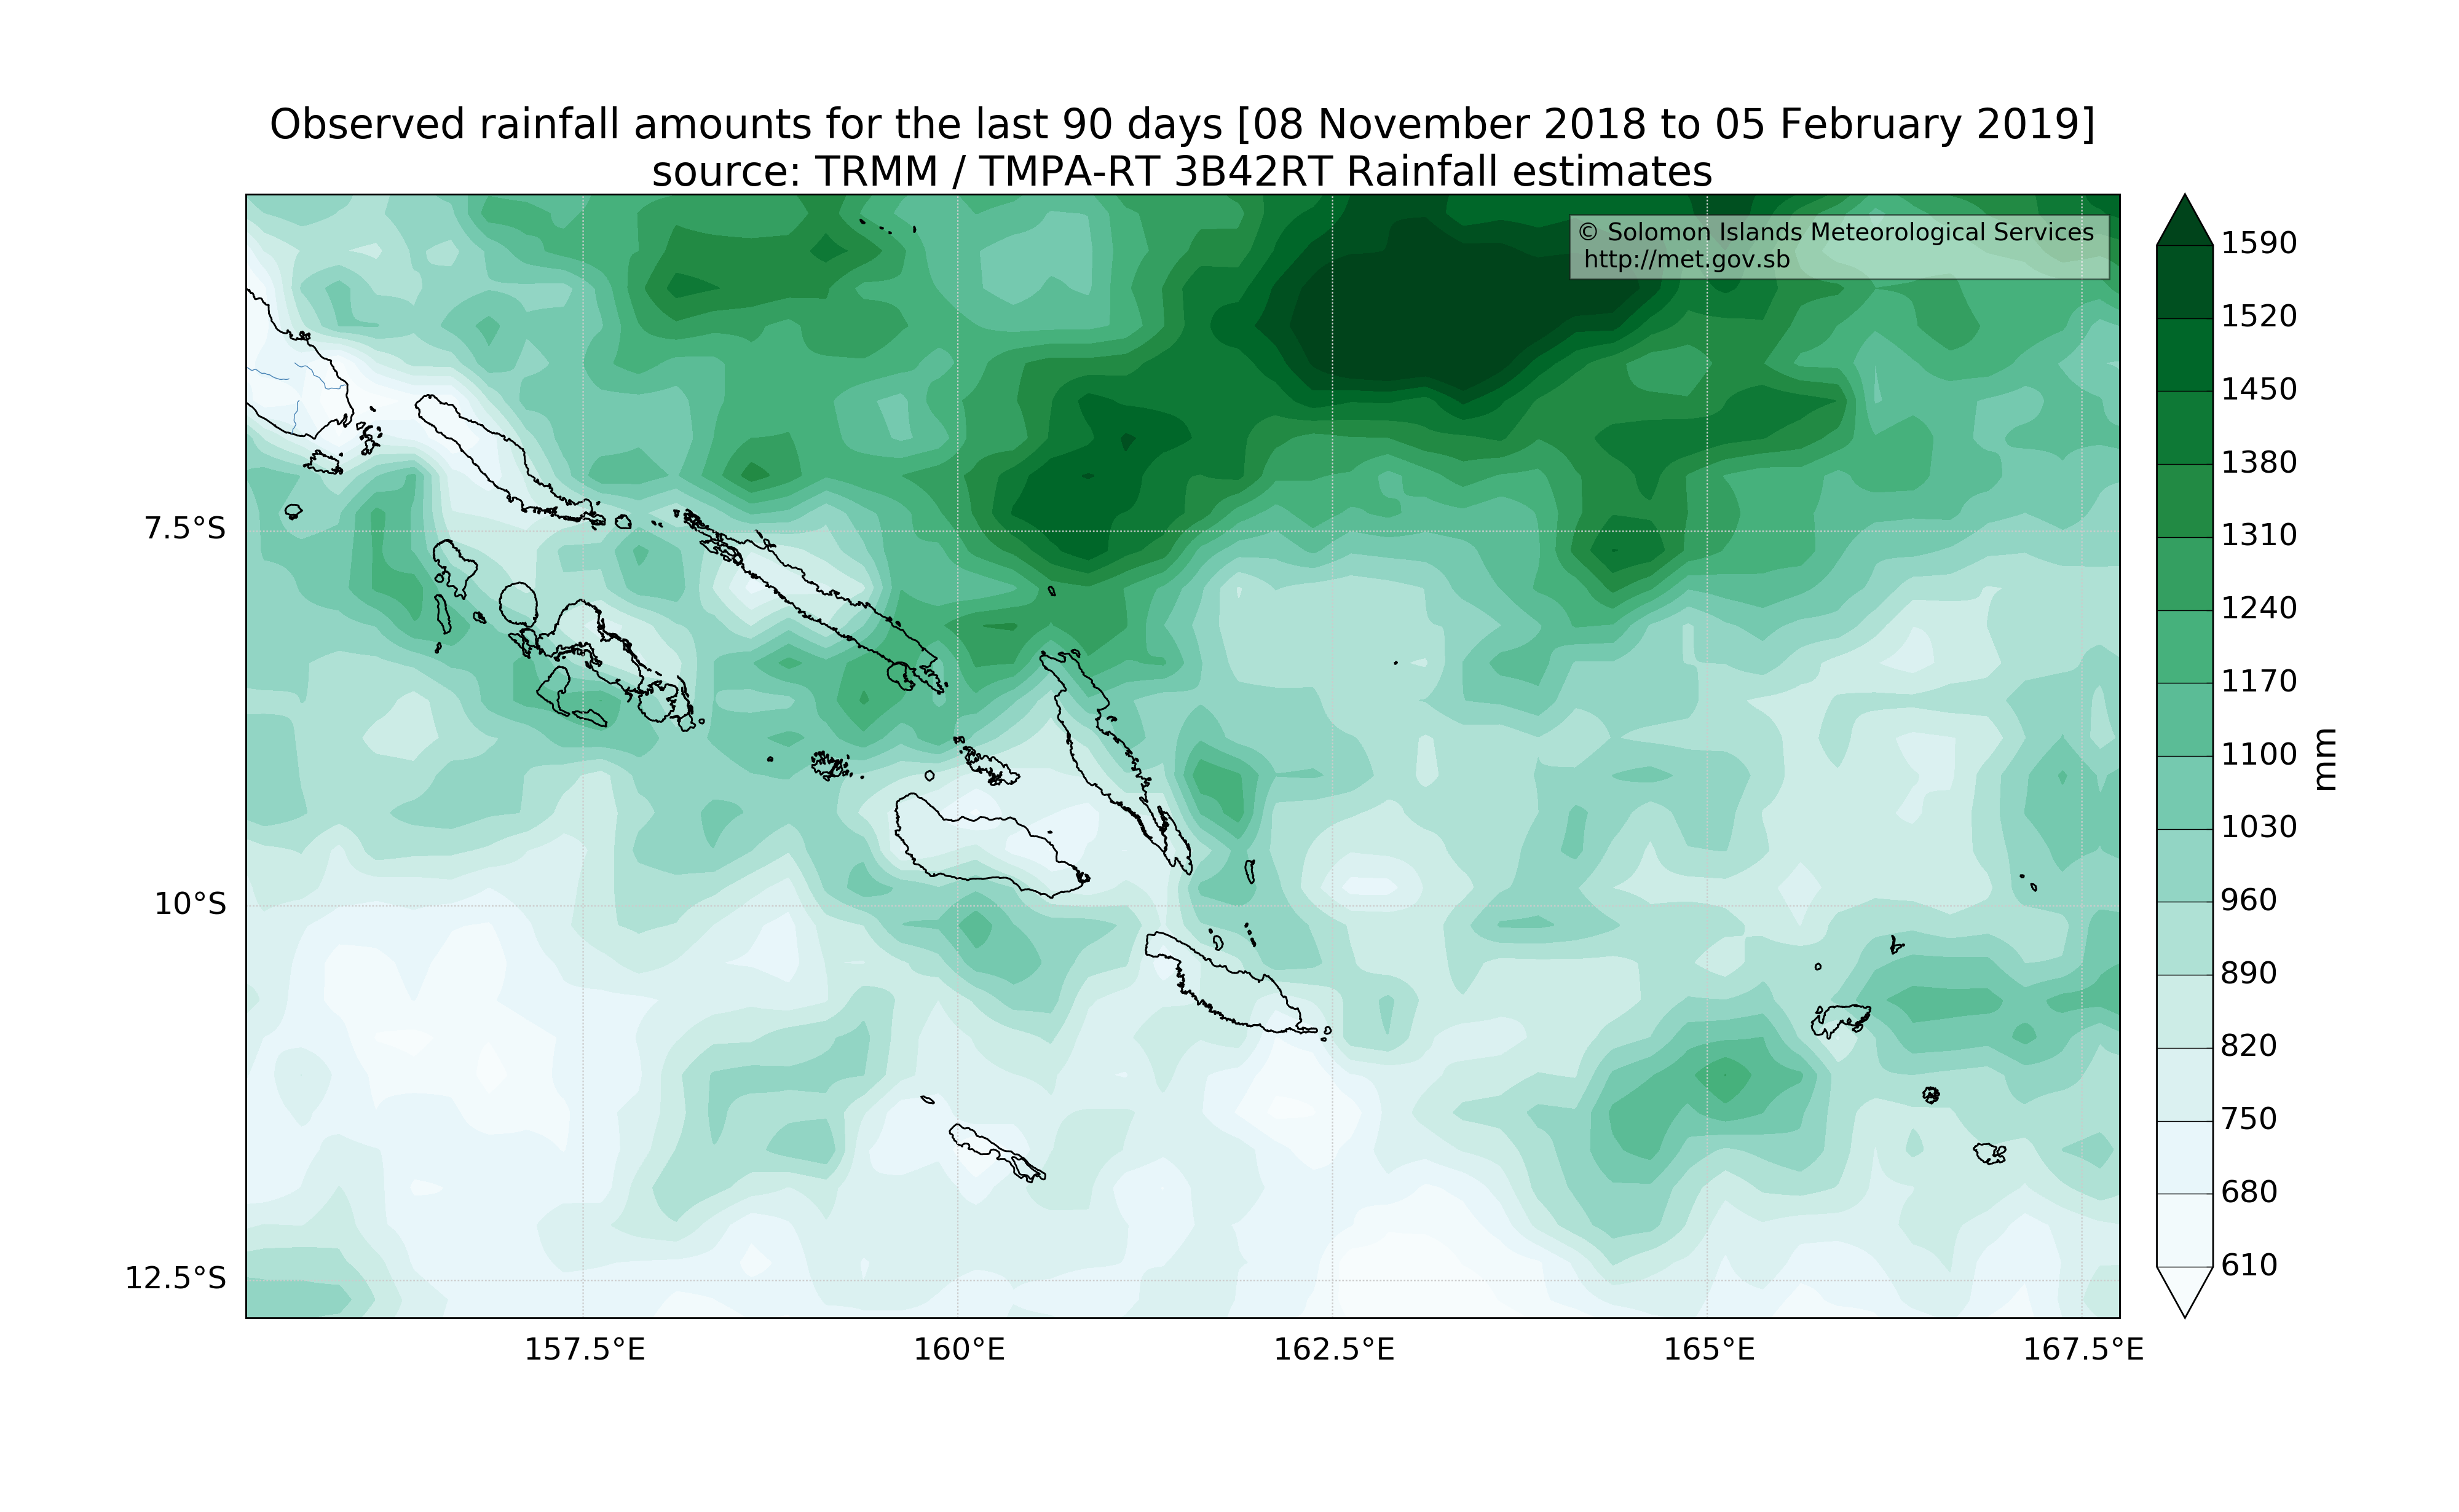 Observed rainfall amounts for the last 90 days [08 November 2018 to 05 February 2019]
source: TRMM / TMPA-RT 3B42RT Rainfall estimates
© Solomon Islands Meteorological Services
http://met.gov.sb
7.5°S
10°S
12.5°S
157.5°E
160°E
162.5°E
165°E
167.5°E
1590
1520
1450
1380
1310
1240
1170
1100
1030
960
890
820
750
680
610
mm